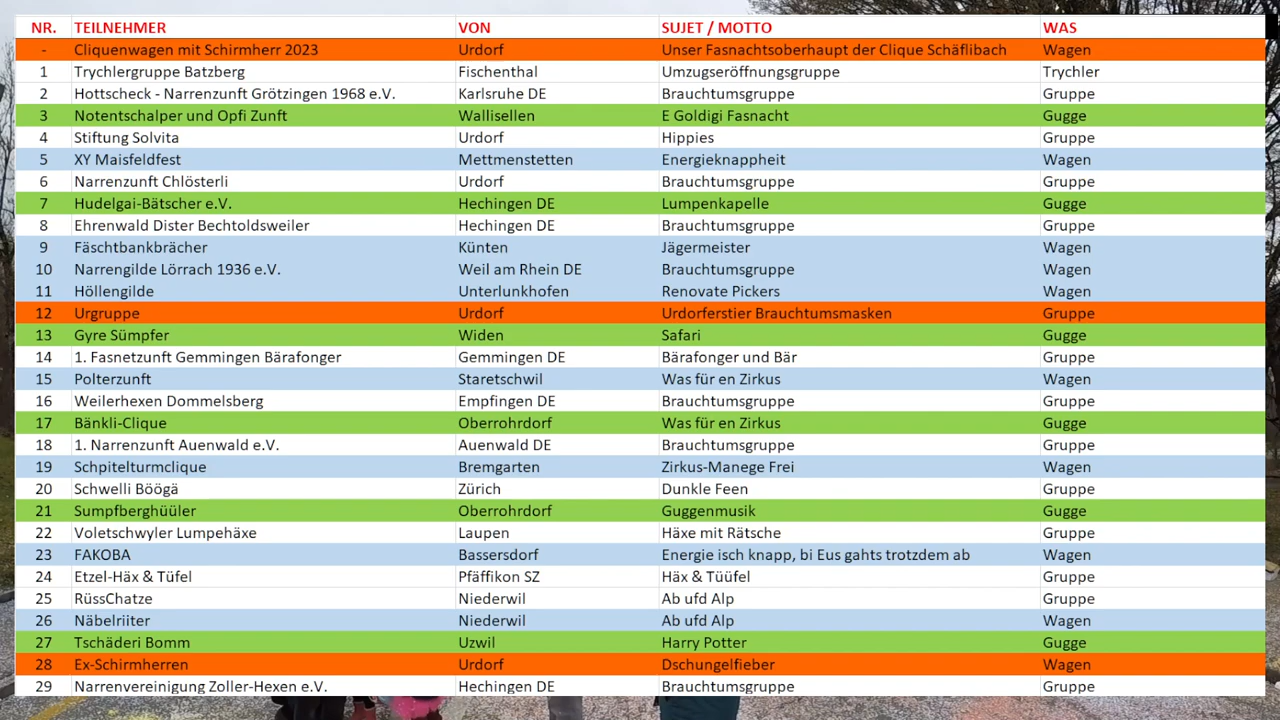 NR. TEILNEHMER VON SUJET / MOTTO WAS
- Cliquenwagen mit Schirmherr 2023 Urdorf Unser Fasnachtsoberhaupt der Clique Schäflibach Wagen
1 Trychlergruppe Batzberg Fischenthal Umzugseröffnungsgruppe Trychler
2 Hottscheck - Narrenzunft Grötzingen 1968 e.V. Karlsruhe DE Brauchtumsgruppe Gruppe
3 Notentschalper und Opfi Zunft Wallisellen E Goldigi Fasnacht Gugge
4 Stiftung Solvita Urdorf Hippies Gruppe
5 XY Maisfeldfest Mettmenstetten Energieknappheit Wagen
6 Narrenzunft Chlösterli Urdorf Brauchtumsgruppe Gruppe
7 Hudelgai-Bätscher e.V. Hechingen DE Lumpenkapelle Gugge
8 Ehrenwald Dister Bechtoldsweiler Hechingen DE Brauchtumsgruppe Gruppe
9 Fäschtbankbrächer Künten Jägermeister Wagen
10 Narrengilde Lörrach 1936 e.V. Weil am Rhein DE Brauchtumsgruppe Wagen
11 Höllengilde Unterlunkhofen Renovate Pickers Wagen
12 Urgruppe Urdorf Urdorferstier Brauchtumsmasken Gruppe
13 Gyre Sümpfer Widen Safari Gugge
14 1. Fasnetzunft Gemmingen Bärafonger Gemmingen DE Bärafonger und Bär Gruppe
15 Polterzunft Staretschwil Was für en Zirkus Wagen
16 Weilerhexen Dommelsberg Empfingen DE Brauchtumsgruppe Gruppe
17 Bänkli-Clique Oberrohrdorf Was für en Zirkus Gugge
18 1. Narrenzunft Auenwald e.V. Auenwald DE Brauchtumsgruppe Gruppe
19 Schpitelturmclique Bremgarten Zirkus-Manege Frei Wagen
20 Schwelli Böögä Zürich Dunkle Feen Gruppe
21 Sumpfberghüüler Oberrohrdorf Guggenmusik Gugge
22 Voletschwyler Lumpehäxe Laupen Häxe mit Rätsche Gruppe
23 FAKOBA Bassersdorf Energie isch knapp, bi Eus gahts trotzdem ab Wagen
24 Etzel-Häx & Tüfel Pfäffikon SZ Häx & Tüüfel Gruppe
25 RüssChatze Niederwil Ab ufd Alp Gruppe
26 Näbelriiter Niederwil Ab ufd Alp Wagen
27 Tschäderi Bomm Uzwil Harry Potter Gugge
28 Ex-Schirmherren Urdorf Dschungelfieber Wagen
29 Narrenvereinigung Zoller-Hexen e.V. Hechingen DE Brauchtumsgruppe Gruppe